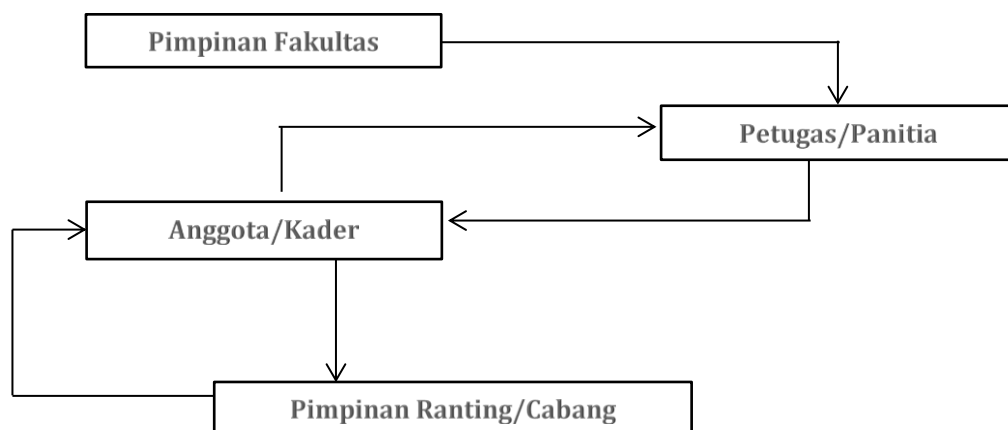 Pimpinan Fakultas
Petugas/Panitia
Anggota/Kader
Pimpinan Ranting/Cabang